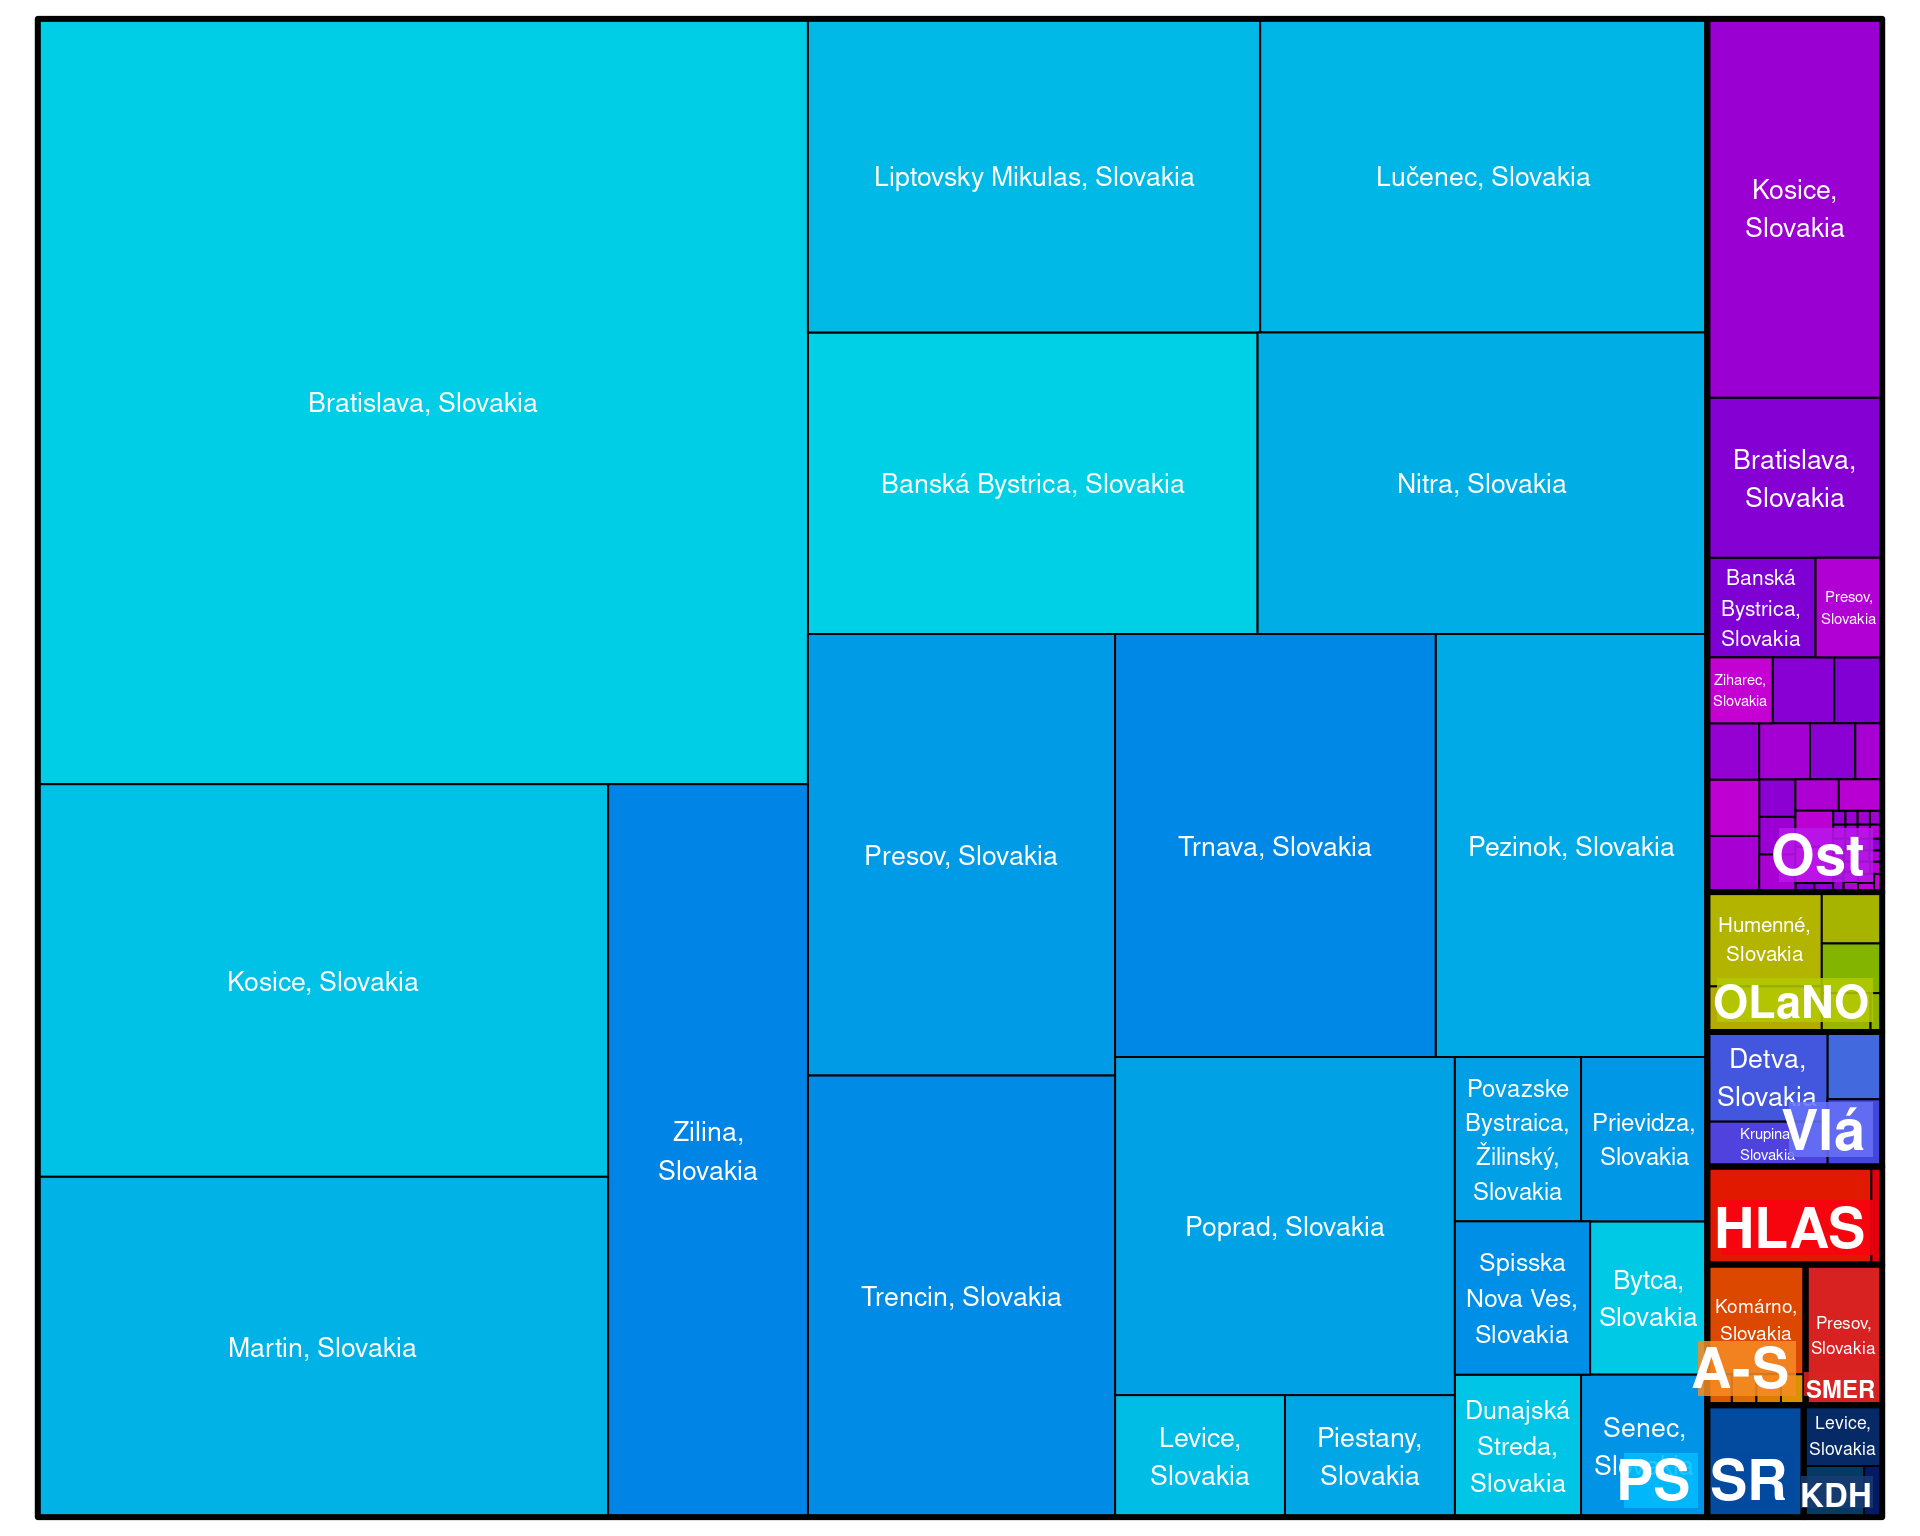 Bratislava, Slovakia
Liptovsky Mikulas, Slovakia
Lučenec, Slovakia
Banská Bystrica, Slovakia
Nitra, Slovakia
Kosice, Slovakia
Martin, Slovakia
Zilina,
Slovakia
Presov, Slovakia
Trnava, Slovakia
Pezinok, Slovakia
Trencin, Slovakia
Poprad, Slovakia
Povazske
Bystraica,
Žilinský,
Slovakia
Prievidza,
Slovakia
Spisska
Nova Ves,
Slovakia
Bytca,
Slovakia
Levice,
Slovakia
Piestany,
Slovakia
Dunajská
Streda,
Slovakia
Senec,
Slovakia
PS
Kosice,
Slovakia
Bratislava,
Slovakia
Banská
Bystrica,
Slovakia
Presov,
Slovakia
Ziharec,
Slovakia
Ost
Humenné,
Slovakia
OLaNO
Detva,
Slovakia
Krupina
Slovakia
Vlá
HLAS
Komárno,
Slovakia
A-S
Presov,
Slovakia
SMER
SR
Levice,
Slovakia
KDH